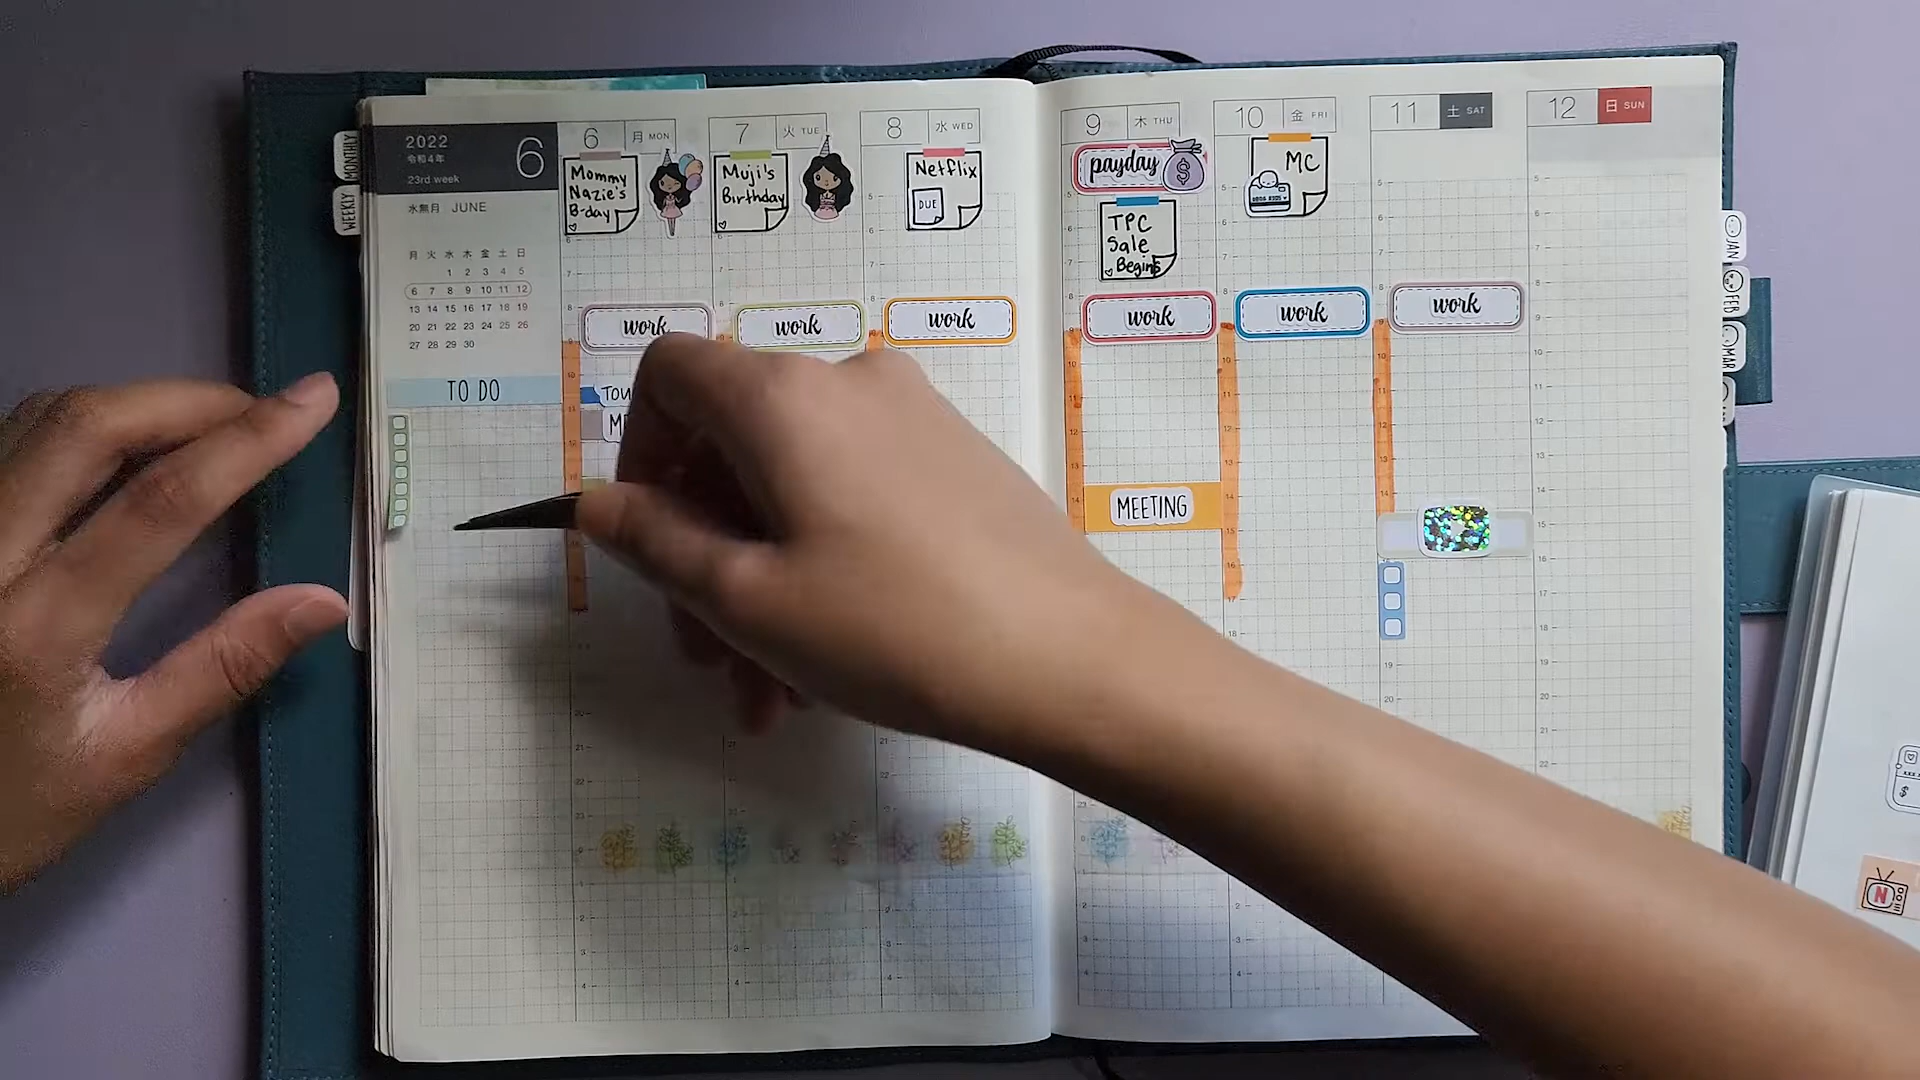 2022
令和4年
23rd week
6
水無月 JUNE
月 火 水 木 金 土 日
1 2 3 4 5
6 7 8 9 10 11 12
13 14 15 16 17 18 19
20 21 22 23 24 25 26
27 28 29 30
MONTHLY
WEEKLY
TO DO
6 月 MON
Mommy
Nazie's
B-day
work
TOU
7 火 TUE
Muji's
Birthday
work
8 水 WED
Netflix
DUE
work
9 木 THU
payday
$
TPC
Sale
Begins
work
MEETING
10 金 FRI
MC
work
11 土 SAT
work
12 日 SUN
JAN
FEB
MAR
N
$